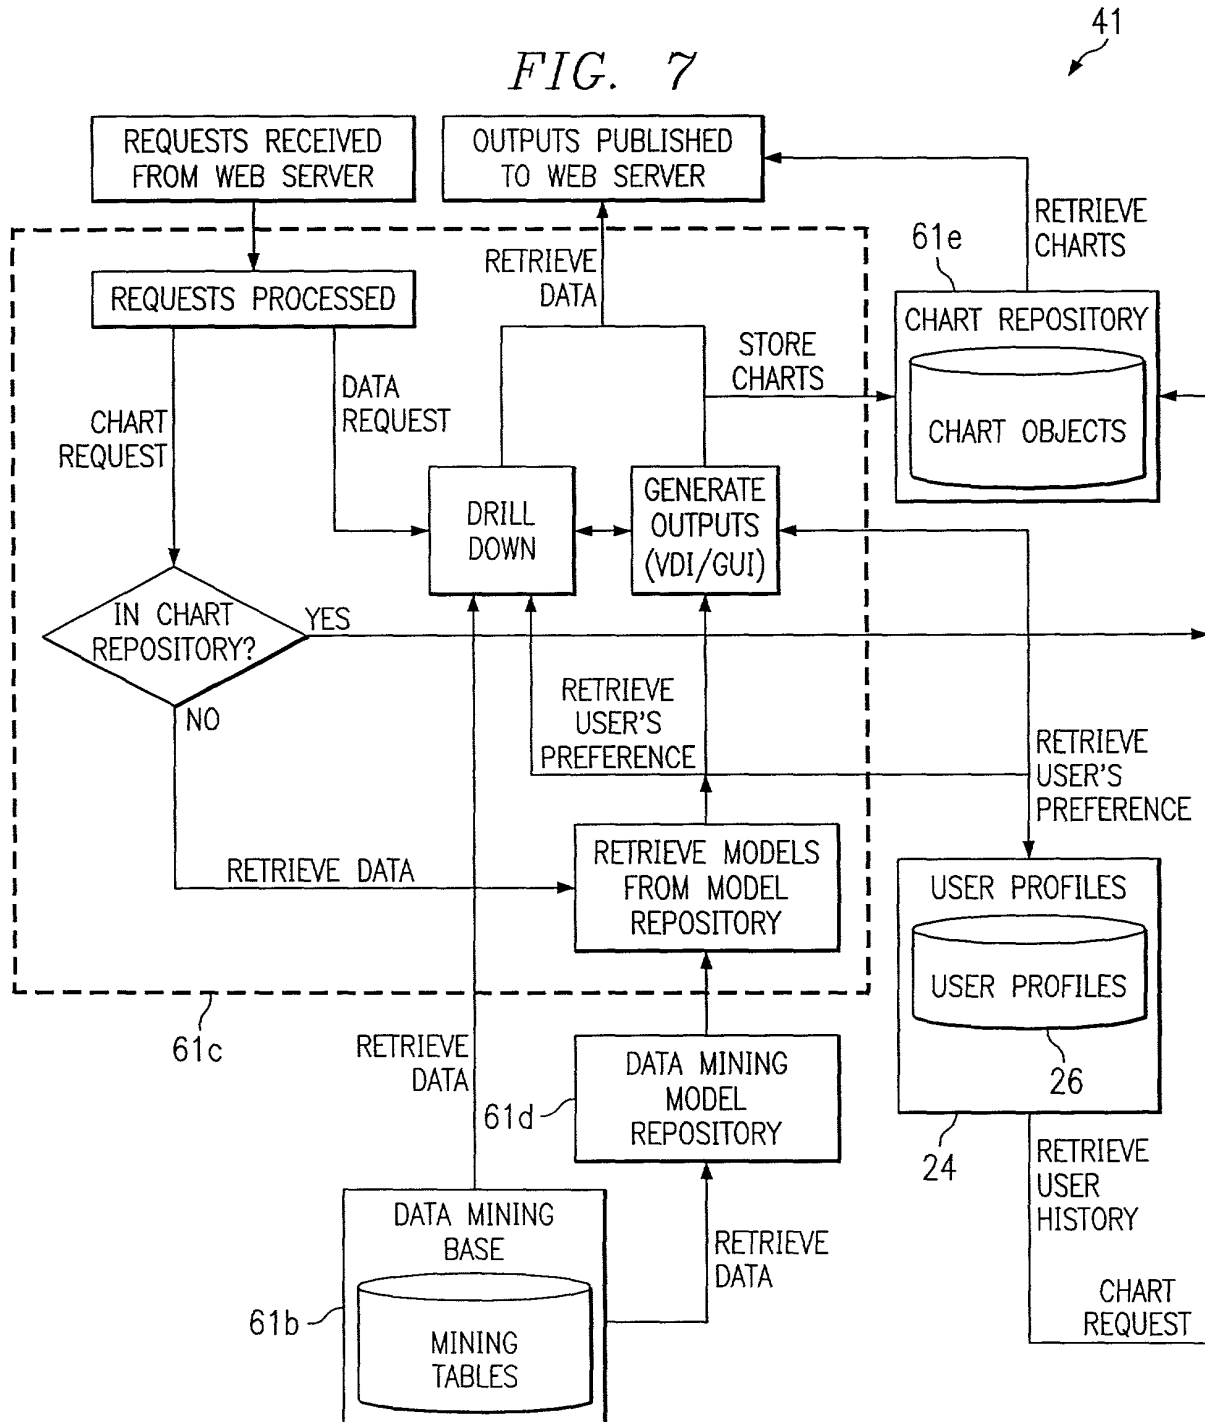 41
FIG. 7
REQUESTS RECEIVED
FROM WEB SERVER
OUTPUTS PUBLISHED
TO WEB SERVER
RETRIEVE
CHARTS
61e
RETRIEVE
DATA
REQUESTS PROCESSED
CHART REPOSITORY
CHART OBJECTS
STORE
CHARTS
DATA
REQUEST
CHART
REQUEST
DRILL
DOWN
GENERATE
OUTPUTS
(VDI/GUI)
IN CHART
REPOSITORY?
YES
NO
RETRIEVE
USER'S
PREFERENCE
RETRIEVE
USER'S
PREFERENCE
RETRIEVE DATA
RETRIEVE MODELS
FROM MODEL
REPOSITORY
USER PROFILES
USER PROFILES
26
24
61c
RETRIEVE
DATA
61d
DATA MINING
MODEL
REPOSITORY
RETRIEVE
USER
HISTORY
DATA MINING
BASE
RETRIEVE
DATA
61b
MINING
TABLES
CHART
REQUEST